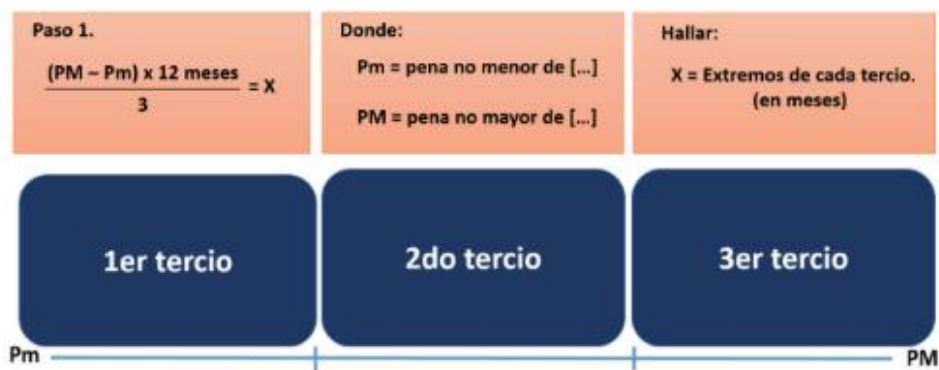 Paso 1.
(PM – Pm) x 12 meses
3
= X
Donde:
Pm = pena no menor de [...]
PM = pena no mayor de [...]
Hallar:
X = Extremos de cada tercio.
(en meses)
1er tercio
2do tercio
3er tercio
Pm
PM